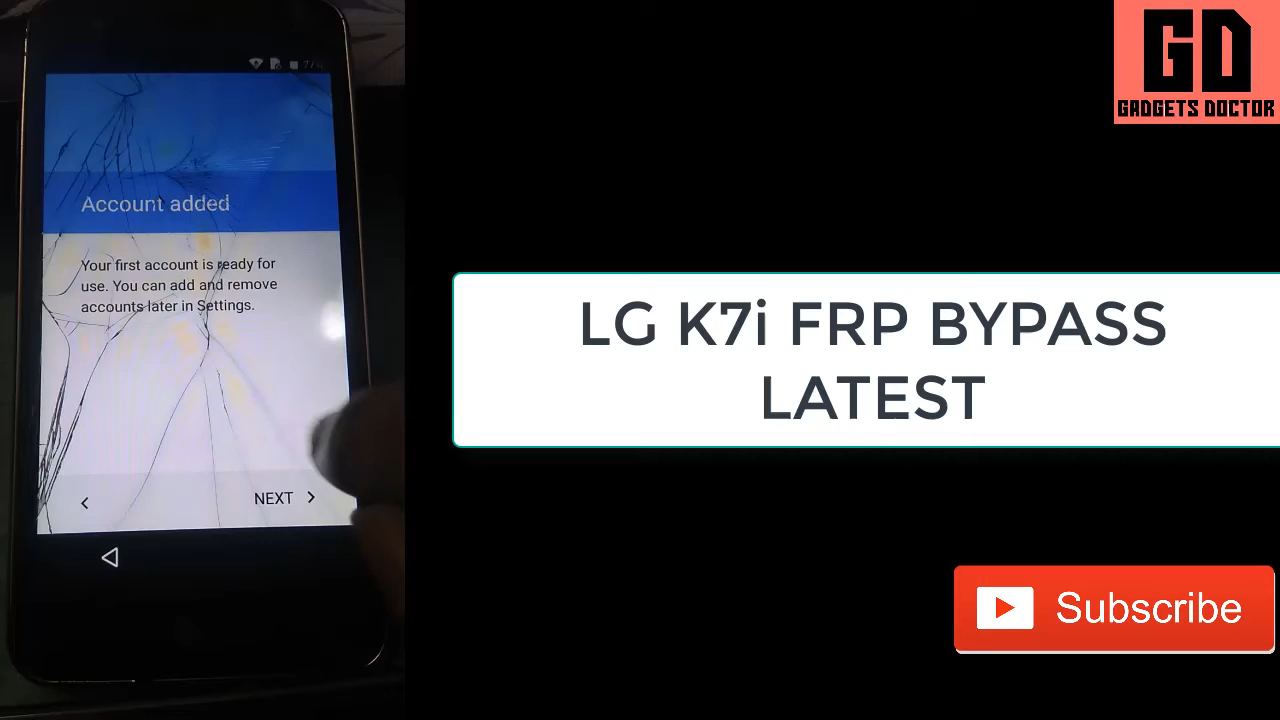 Account added
Your first account is ready for
use. You can add and remove
accounts later in Settings.
NEXT
GD
GADGETS DOCTOR
LG K7i FRP BYPASS
LATEST
Subscribe